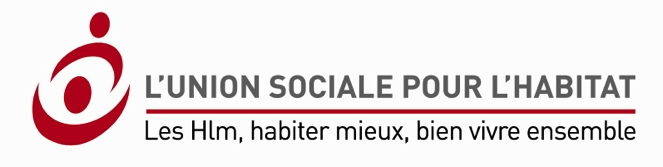 L'UNION SOCIALE POUR L'HABITAT
Les Hlm, habiter mieux, bien vivre ensemble